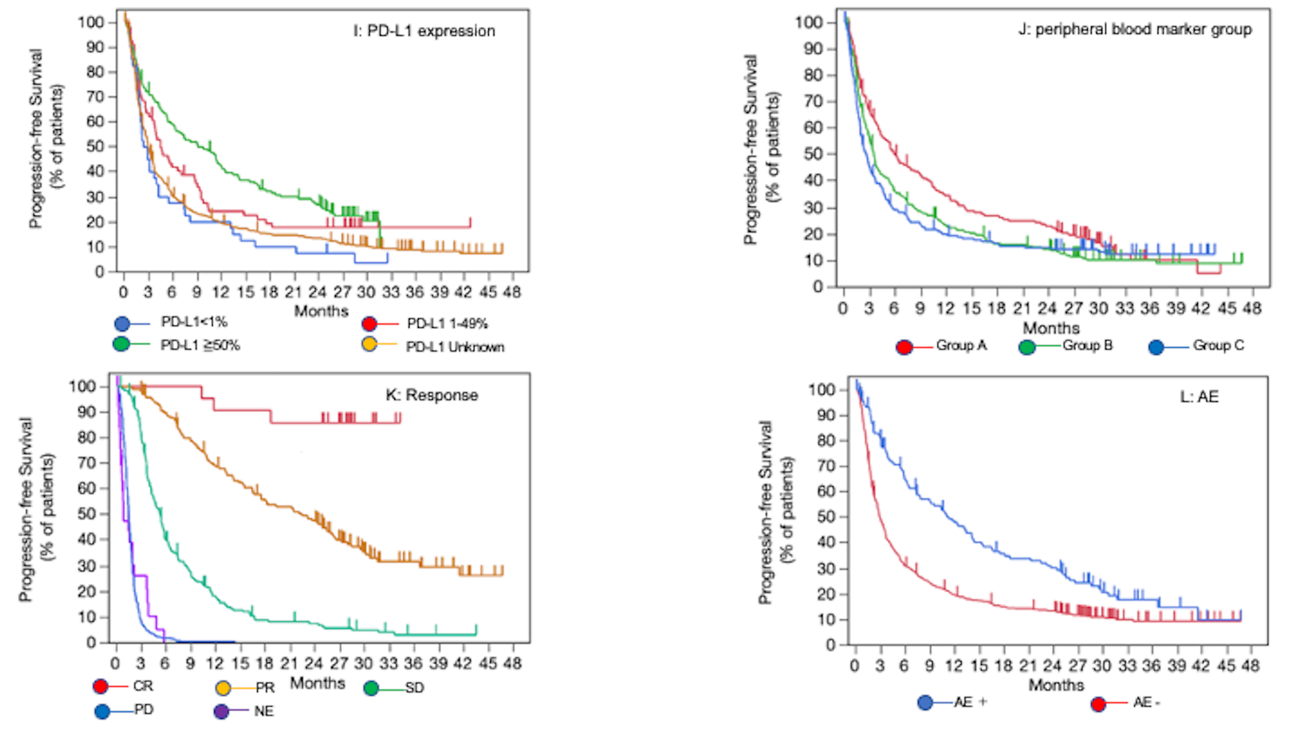 I: PD-L1 expression
Progression-free Survival
(% of patients)
100
90
80
70
60
50
40
30
20
10
0
0 3 6 9 12 15 18 21 24 27 30 33 36 39 42 45 48
Months
PD-L1<1%
PD-L1 1-49%
PD-L1 ≧50%
PD-L1 Unknown
J: peripheral blood marker group
Progression-free Survival
(% of patients)
100
90
80
70
60
50
40
30
20
10
0
0 3 6 9 12 15 18 21 24 27 30 33 36 39 42 45 48
Months
Group A
Group B
Group C
K: Response
Progression-free Survival
(% of patients)
100
90
80
70
60
50
40
30
20
10
0
0 3 6 9 12 15 18 21 24 27 30 33 36 39 42 45 48
Months
CR
PR
SD
PD
NE
L: AE
Progression-free Survival
(% of patients)
100
90
80
70
60
50
40
30
20
10
0
0 3 6 9 12 15 18 21 24 27 30 33 36 39 42 45 48
Months
AE +
AE -